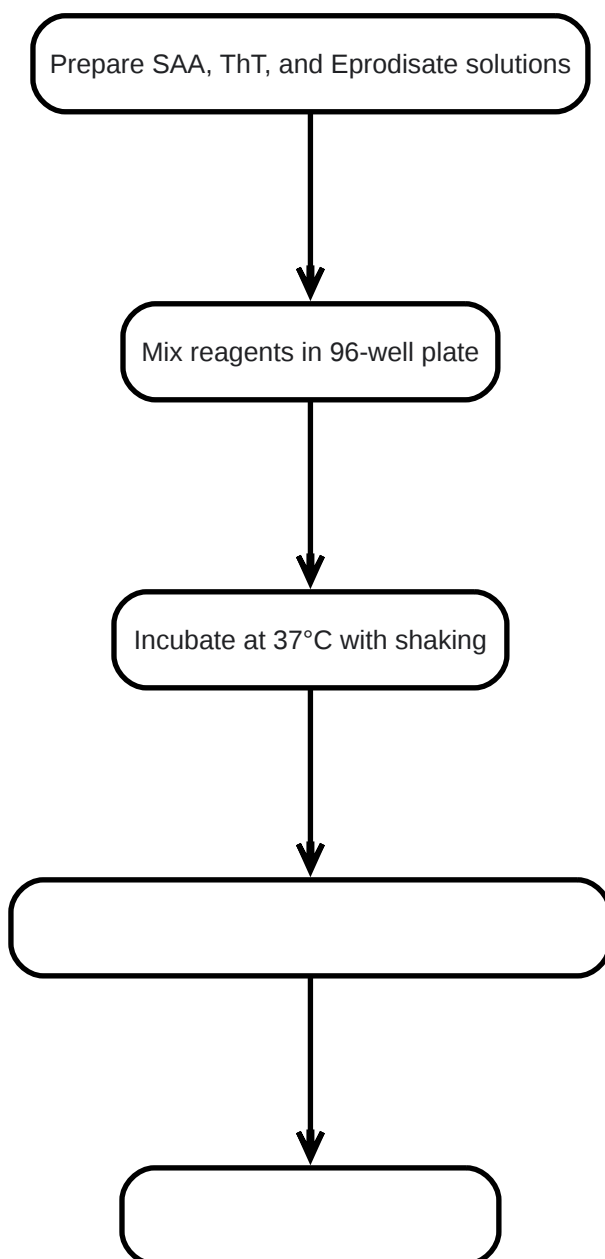 Prepare SAA, ThT, and Eprodisate solutions
Mix reagents in 96-well plate
Incubate at 37°C with shaking